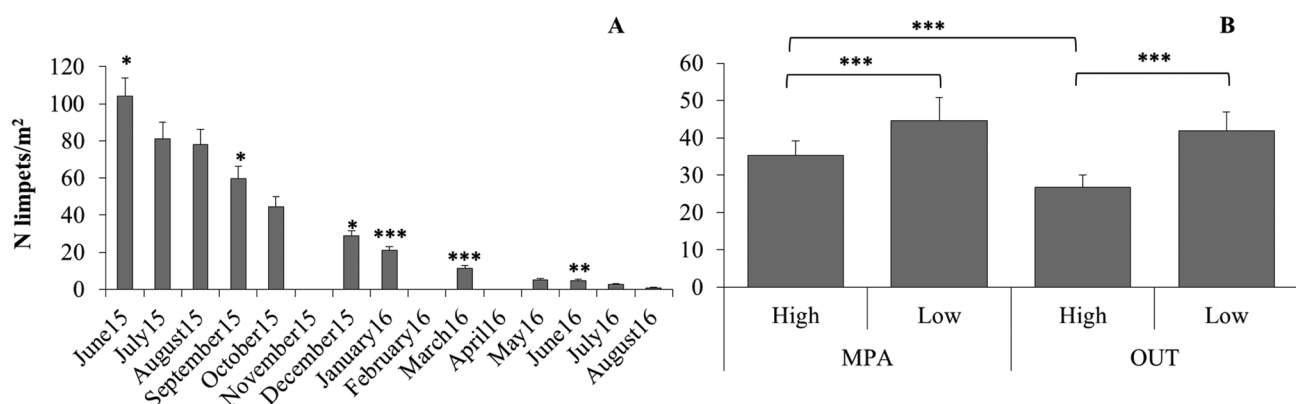 A
N limpets/m²
120
100
80
60
40
20
0
*
*
*
***
***
**
June15
July15
August15
September15
October15
November15
December15
January16
February16
March16
April16
May16
June16
July16
August16
B
60
50
40
30
20
10
0
***
***
***
High
Low
High
Low
MPA
OUT